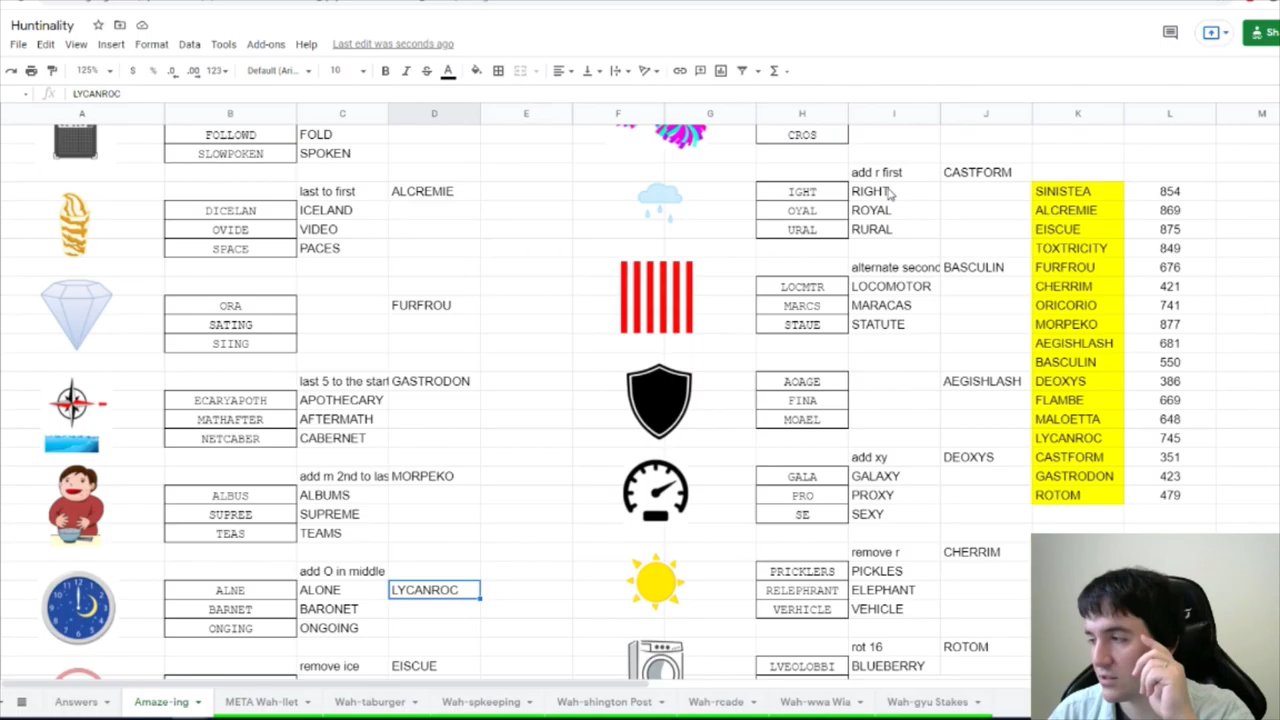 Huntinality
File Edit View Insert Format Data Tools Add-ons Help Last edit was seconds ago
125% $ % .0 .00 123 Default (Ari... 10 B I S A
fx LYCANROC
A B C D E F G H I J K L M
FOLLOWD FOLD CROS
SLOWPOKEN SPOKEN
add r first CASTFORM
last to first ALCREMIE IGHT RIGHT SINISTEA 854
DICELAN ICELAND OYAL ROYAL ALCREMIE 869
OVIDE VIDEO URAL RURAL EISCUE 875
SPACE PACES TOXTRICITY 849
alternate second BASCULIN FURFROU 676
LOCMTR LOCOMOTOR CHERRIM 421
ORA FURFROU MARCS MARACAS ORICORIO 741
SATING STAUE STATUTE MORPEKO 877
SIING AEGISHLASH 681
BASCULIN 550
last 5 to the start GASTRODON AOAGE AEGISHLASH DEOXYS 386
ECARYAPOTH APOTHECARY FINA FLAMBE 669
MATHAFTER AFTERMATH MOAEL MALOETTA 648
NETCABER CABERNET LYCANROC 745
add xy DEOXYS CASTFORM 351
add m 2nd to las MORPEKO GALA GALAXY GASTRODON 423
ALBUS ALBUMS PRO PROXY ROTOM 479
SUPREE SUPREME SE SEXY
TEAS TEAMS
remove r CHERRIM
add O in middle PRICKLERS PICKLES
ALNE ALONE LYCANROC RELEPHRANT ELEPHANT
BARNET BARONET VERHICLE VEHICLE
ONGING ONGOING
rot 16 ROTOM
remove ice EISCUE LVEOLOBBI BLUEBERRY
Answers Amaze-ing META Wah-llet Wah-taburger Wah-spkeeping Wah-shington Post Wah-rcade Wah-wwa Wia Wah-gyu Stakes